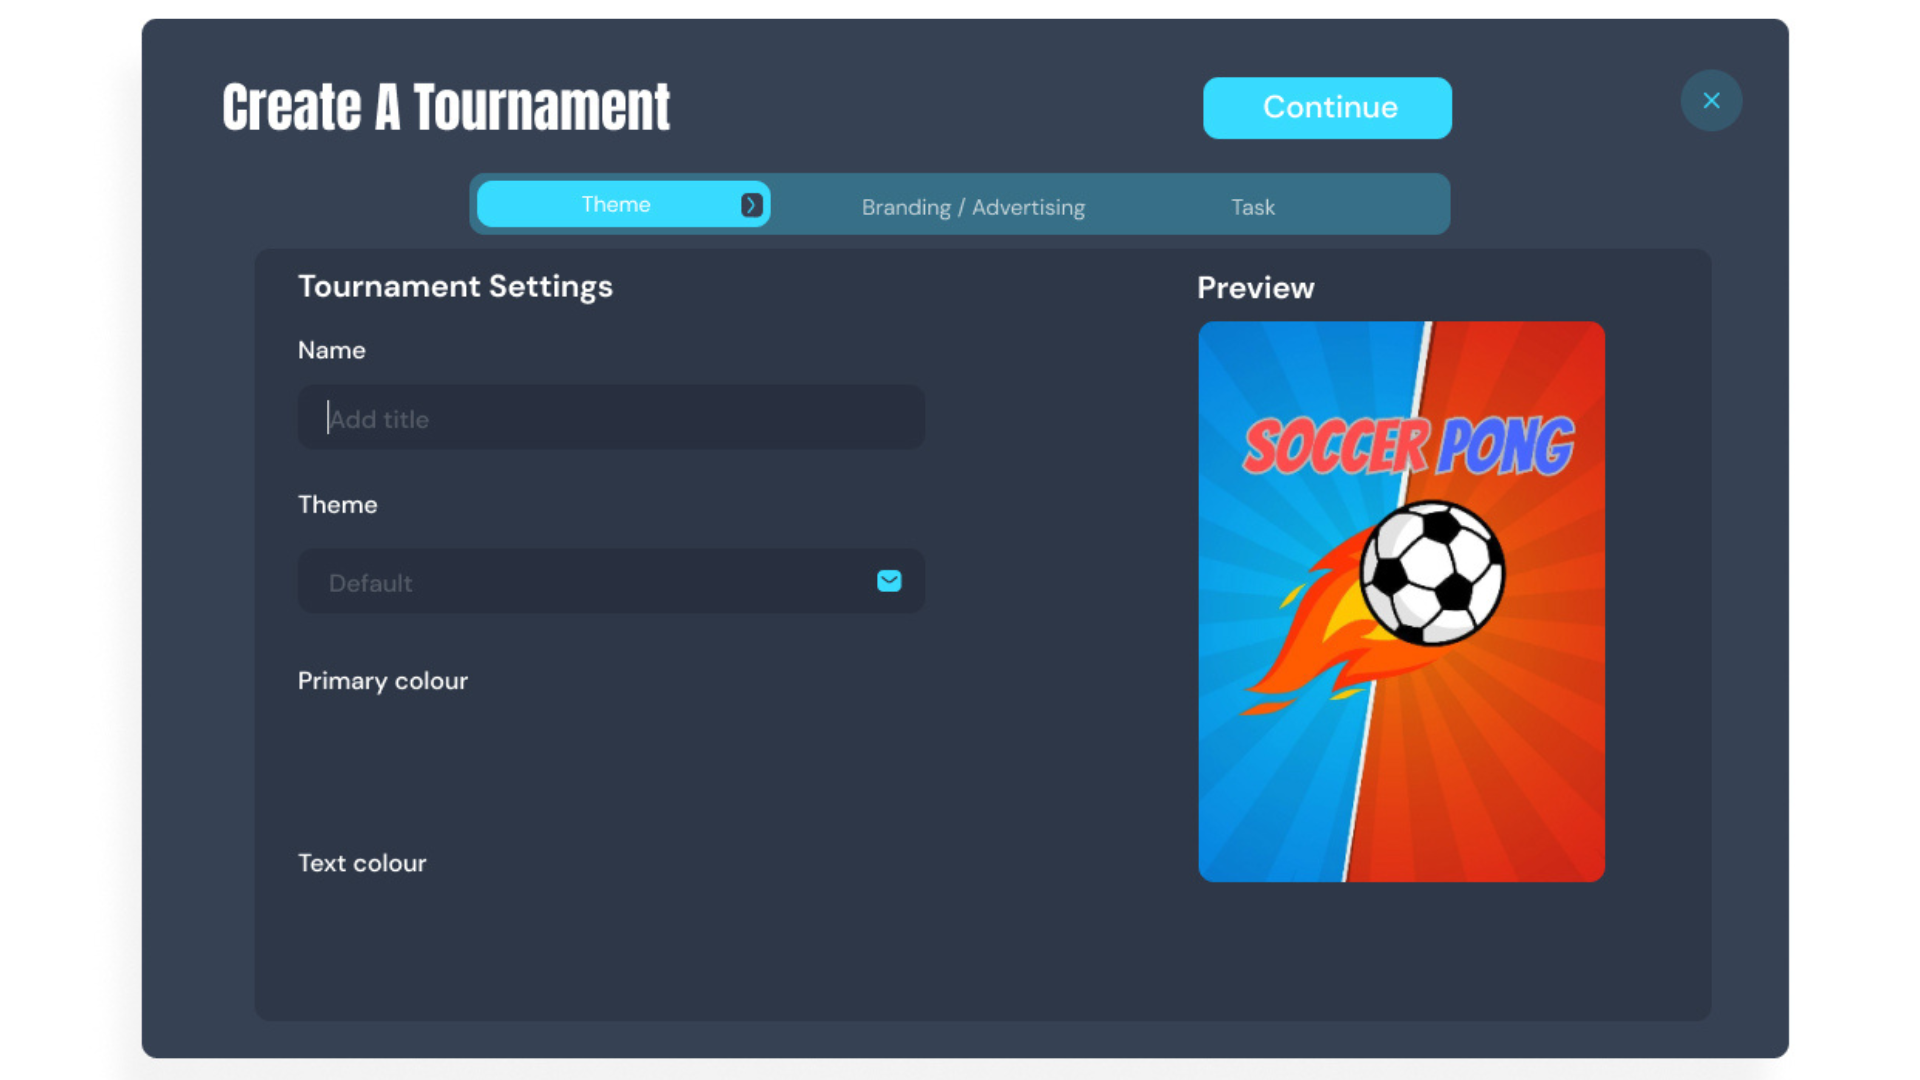 Create A Tournament
Continue
Theme
Branding / Advertising
Task
Tournament Settings
Preview
Name
Add title
SOCCER PONG
Theme
Default
Primary colour
Text colour